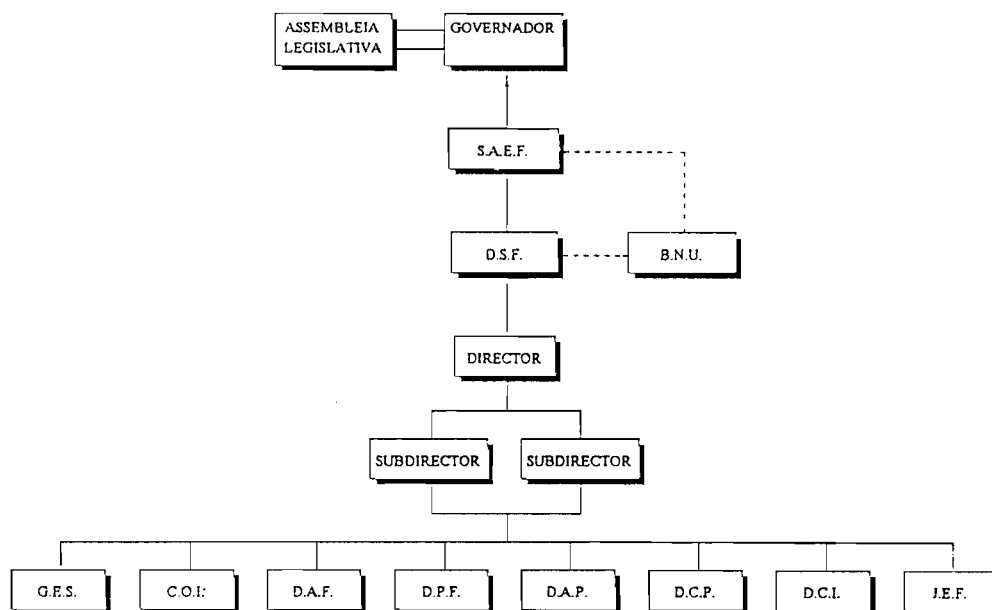 ASSEMBLEIA
LEGISLATIVA
GOVERNADOR
S.A.E.F.
D.S.F.
B.N.U.
DIRECTOR
SUBDIRECTOR
SUBDIRECTOR
G.E.S.
C.O.I.
D.A.F.
D.P.F.
D.A.P.
D.C.P.
D.C.I.
I.E.F.